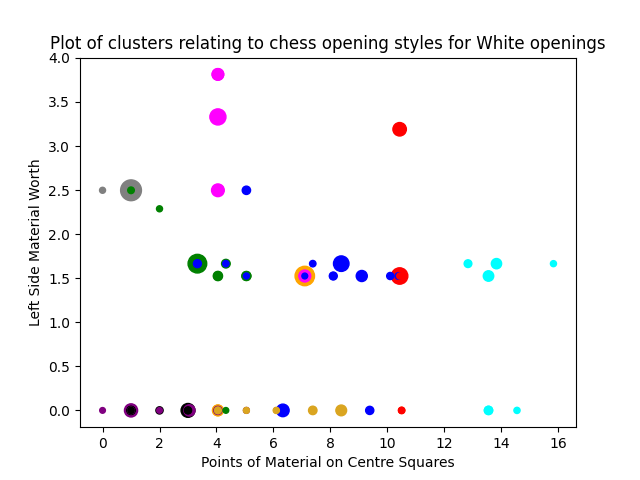 Plot of clusters relating to chess opening styles for White openings
4.0
3.5
3.0
2.5
2.0
1.5
1.0
0.5
0.0
Left Side Material Worth
0 2 4 6 8 10 12 14 16
Points of Material on Centre Squares